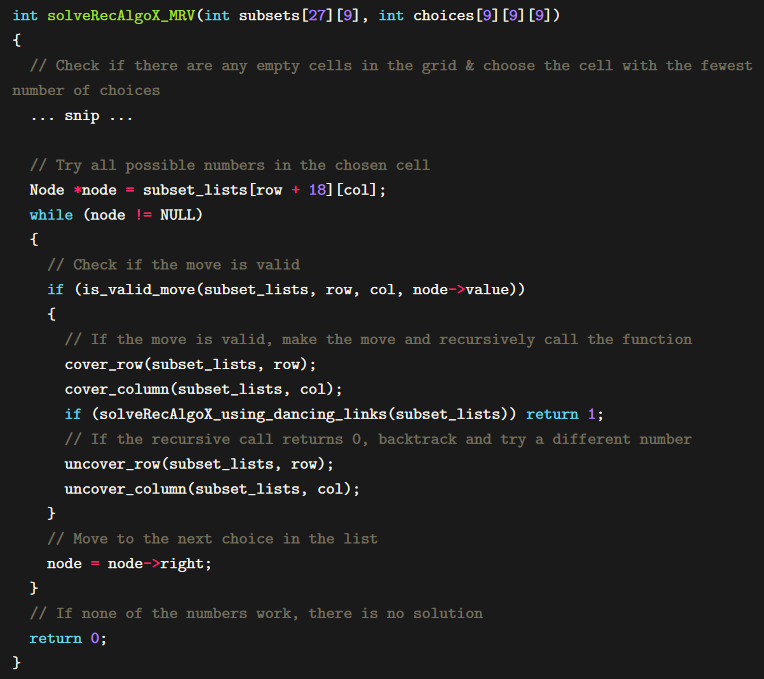 int solveRecAlgoX_MRV(int subsets[27][9], int choices[9][9][9])
{
  // Check if there are any empty cells in the grid & choose the cell with the fewest
number of choices
  ... snip ...

  // Try all possible numbers in the chosen cell
  Node *node = subset_lists[row + 18][col];
  while (node != NULL)
  {
    // Check if the move is valid
    if (is_valid_move(subset_lists, row, col, node->value))
    {
      // If the move is valid, make the move and recursively call the function
      cover_row(subset_lists, row);
      cover_column(subset_lists, col);
      if (solveRecAlgoX_using_dancing_links(subset_lists)) return 1;
      // If the recursive call returns 0, backtrack and try a different number
      uncover_row(subset_lists, row);
      uncover_column(subset_lists, col);
    }
    // Move to the next choice in the list
    node = node->right;
  }
  // If none of the numbers work, there is no solution
  return 0;
}